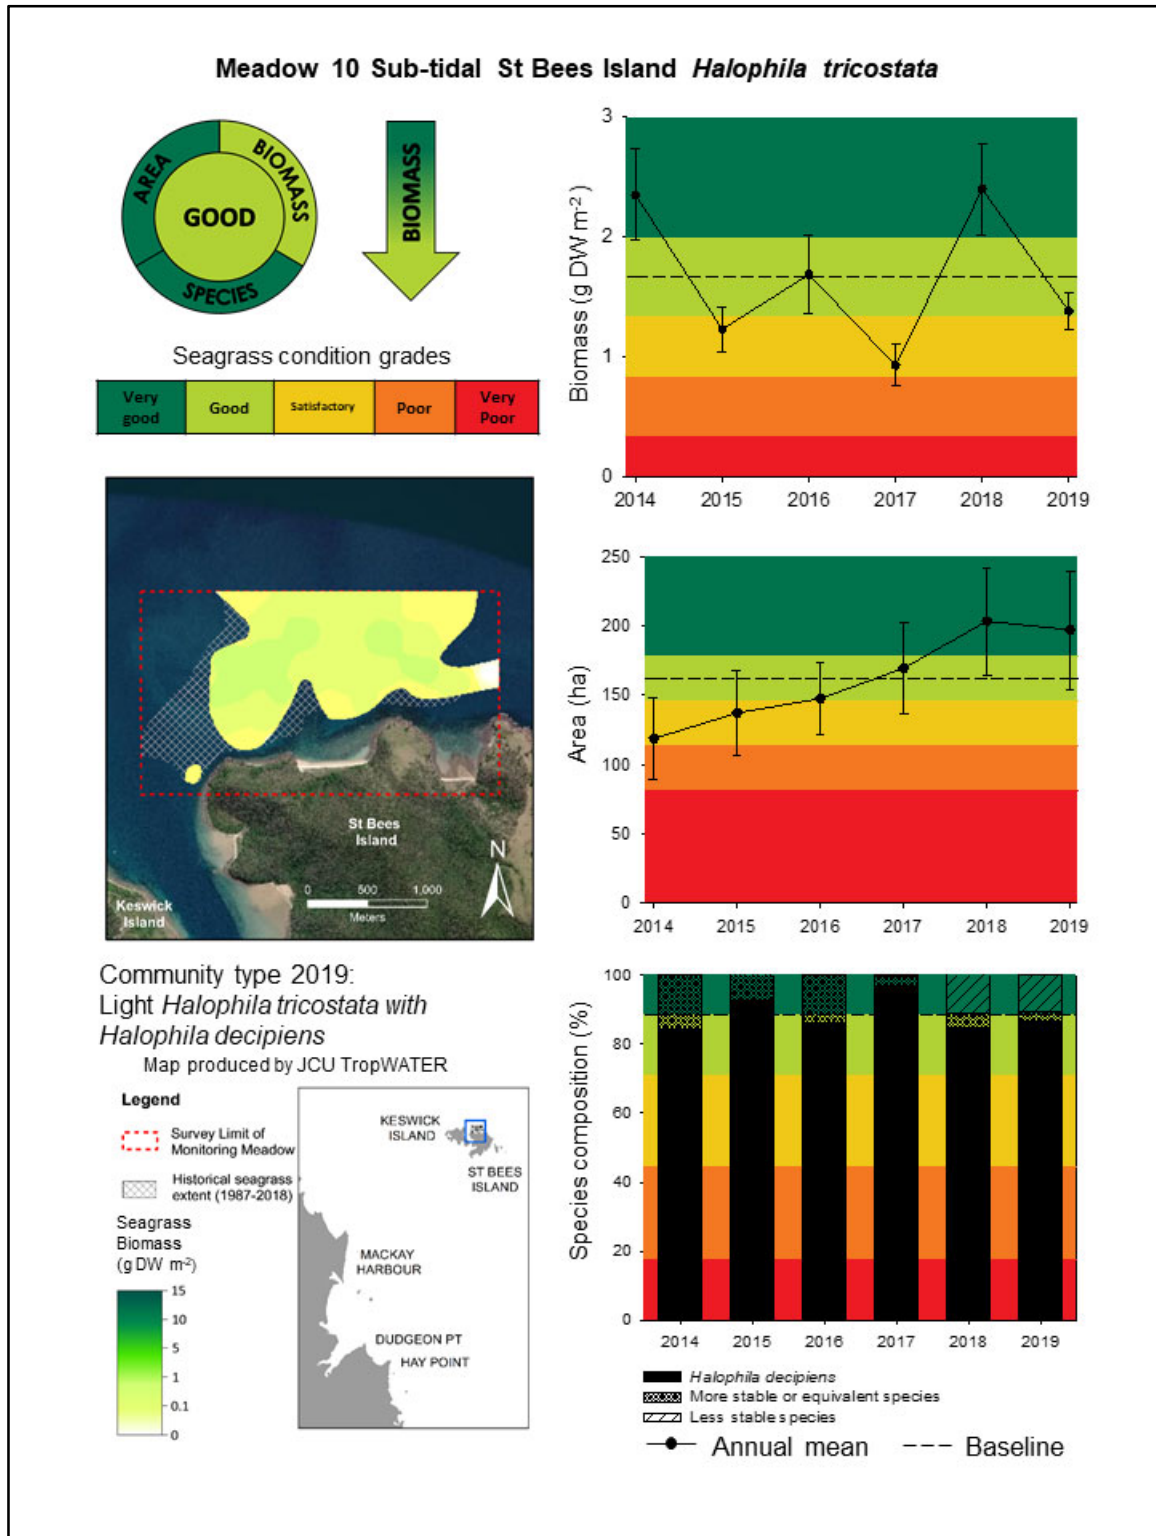 Meadow 10 Sub-tidal St Bees Island Halophila tricostata
AREA
BIOMASS
GOOD
SPECIES
BIOMASS
Seagrass condition grades
Very good
Good
Satisfactory
Poor
Very Poor
St Bees
Island
Keswick
Island
N
0 500 1,000
Meters
Community type 2019:
Light Halophila tricostata with
Halophila decipiens
Map produced by JCU TropWATER
Legend
Survey Limit of
Monitoring Meadow
Historical seagrass
extent (1987-2018)
Seagrass
Biomass
(g DW m-2)
15
10
5
1
0.1
0
KESWICK
ISLAND
ST BEES
ISLAND
MACKAY
HARBOUR
DUDGEON PT
HAY POINT
Biomass (g DW m-2)
3
2
1
0
2014 2015 2016 2017 2018 2019
Area (ha)
250
200
150
100
50
0
2014 2015 2016 2017 2018 2019
Species composition (%)
100
80
60
40
20
0
2014 2015 2016 2017 2018 2019
Halophila decipiens
More stable or equivalent species
Less stable species
Annual mean
Baseline